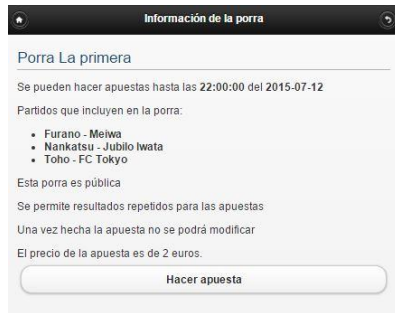 Información de la porra
Porra La primera
Se pueden hacer apuestas hasta las 22:00:00 del 2015-07-12
Partidos que incluyen en la porra:
• Furano - Meiwa
• Nankatsu - Jubilo Iwata
• Toho - FC Tokyo
Esta porra es pública
Se permite resultados repetidos para las apuestas
Una vez hecha la apuesta no se podrá modificar
El precio de la apuesta es de 2 euros.
Hacer apuesta